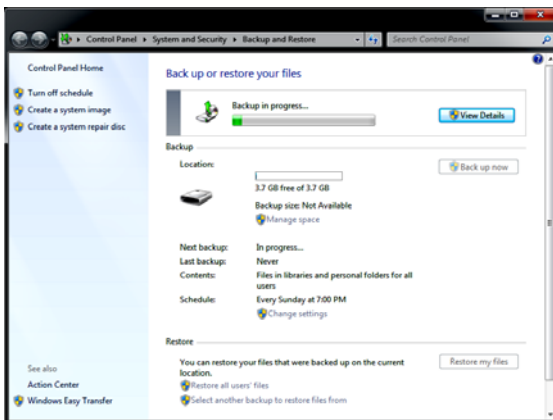 Control Panel ▸ System and Security ▸ Backup and Restore
Search Control Panel
Control Panel Home
Turn off schedule
Create a system image
Create a system repair disc
Back up or restore your files
Backup in progress...
View Details
Backup
Location:
Back up now
3.7 GB free of 3.7 GB
Backup size: Not Available
Manage space
Next backup: In progress...
Last backup: Never
Contents: Files in libraries and personal folders for all
users
Schedule: Every Sunday at 7:00 PM
Change settings
Restore
You can restore your files that were backed up on the current
location.
Restore my files
Restore all users' files
Select another backup to restore files from
See also
Action Center
Windows Easy Transfer